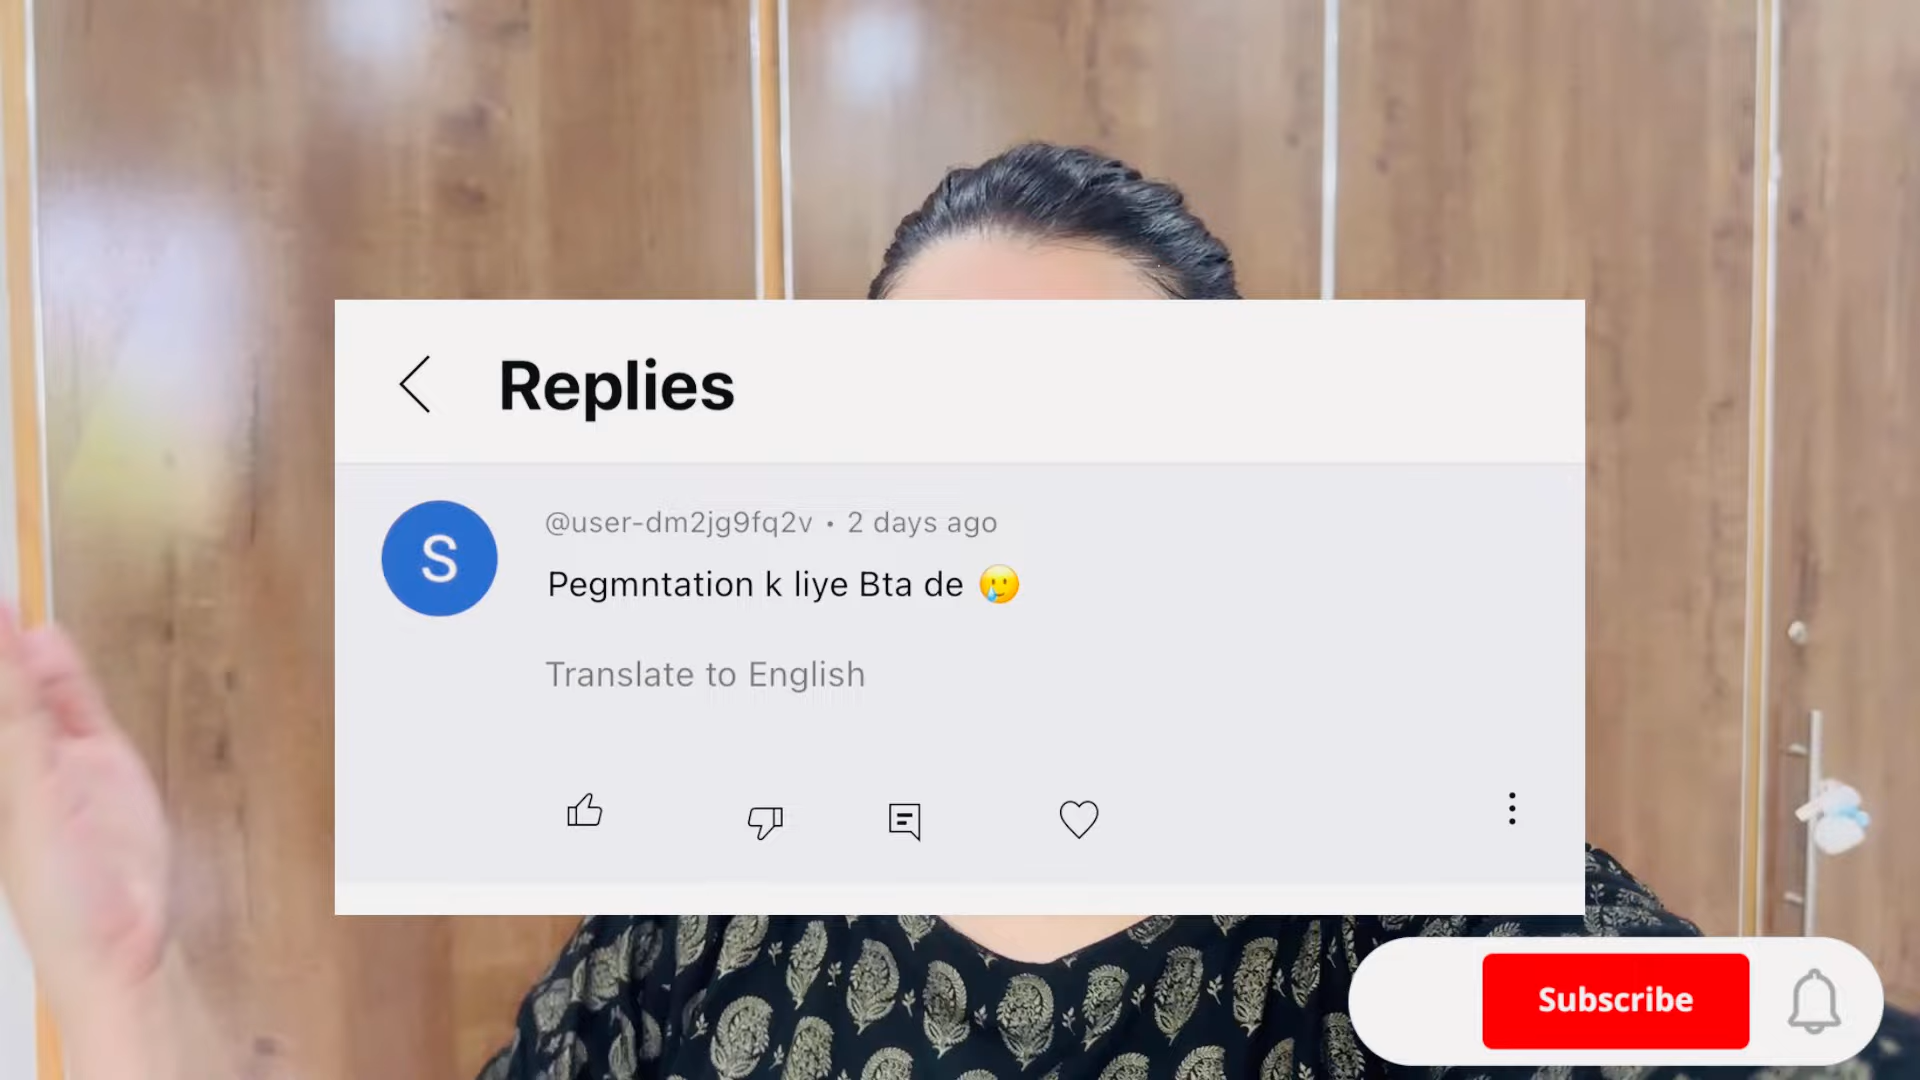 Replies
S
@user-dm2jg9fq2v • 2 days ago
Pegmntation k liye Bta de 🥲
Translate to English
Subscribe